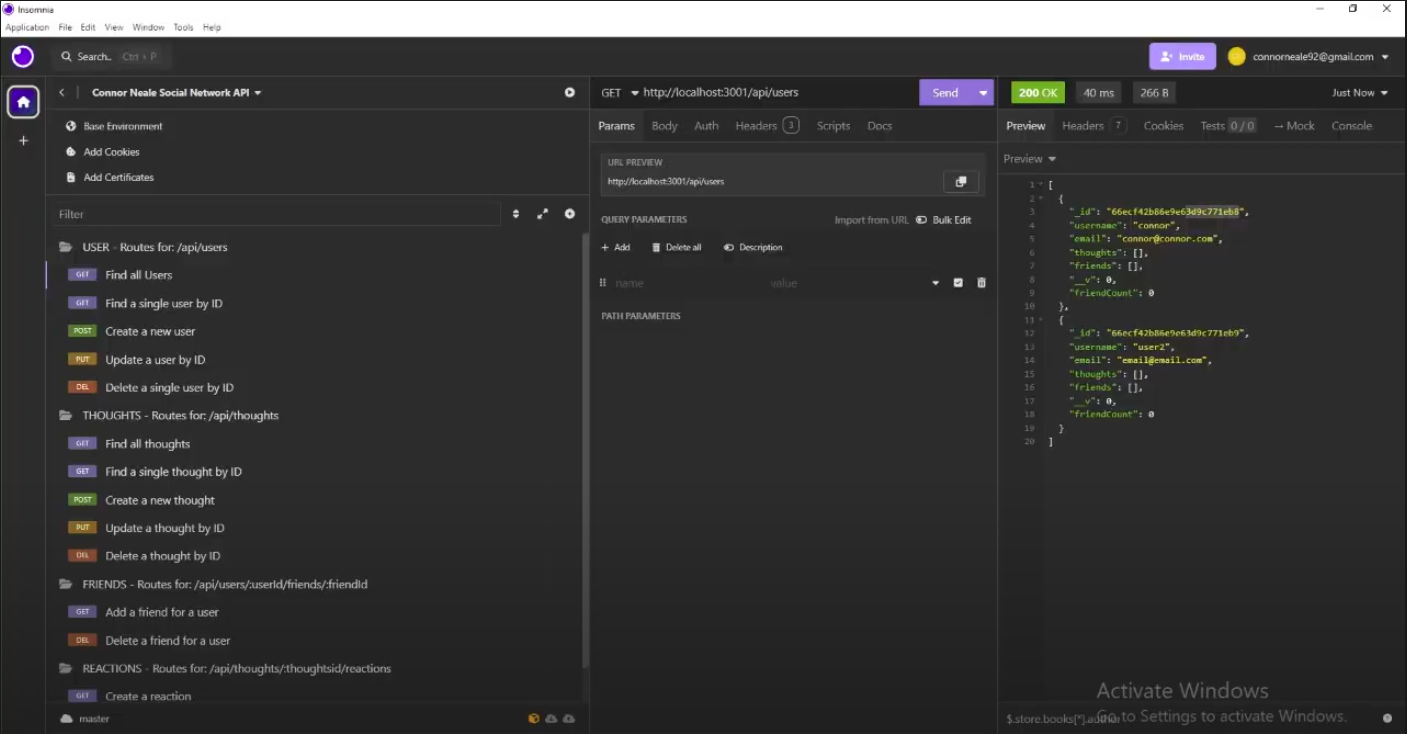 Insomnia
Application File Edit View Window Tools Help
Search.. Ctrl + P
Invite
connorneale92@gmail.com
Connor Neale Social Network API
Base Environment
Add Cookies
Add Certificates
Filter
USER - Routes for: /api/users
GET Find all Users
GET Find a single user by ID
POST Create a new user
PUT Update a user by ID
DEL Delete a single user by ID
THOUGHTS - Routes for: /api/thoughts
GET Find all thoughts
GET Find a single thought by ID
POST Create a new thought
PUT Update a thought by ID
DEL Delete a thought by ID
FRIENDS - Routes for: /api/users/:userId/friends/:friendId
GET Add a friend for a user
DEL Delete a friend for a user
REACTIONS - Routes for: /api/thoughts/:thoughtsid/reactions
GET Create a reaction
master
GET http://localhost:3001/api/users Send
Params Body Auth Headers 3 Scripts Docs
URL PREVIEW
http://localhost:3001/api/users
QUERY PARAMETERS Import from URL Bulk Edit
+ Add Delete all Description
name value
PATH PARAMETERS
200 OK 40 ms 266 B Just Now
Preview Headers 7 Cookies Tests 0 / 0 → Mock Console
Preview
1 [
2 {
3 "_id": "66ecf42b86e9e63d9c771eb8",
4 "username": "connor",
5 "email": "connor@connor.com",
6 "thoughts": [],
7 "friends": [],
8 "__v": 0,
9 "friendCount": 0
10 },
11 {
12 "_id": "66ecf42b86e9e63d9c771eb9",
13 "username": "user2",
14 "email": "email@email.com",
15 "thoughts": [],
16 "friends": [],
17 "__v": 0,
18 "friendCount": 0
19 }
20 ]
$.store.books[*].author
Activate Windows
Go to Settings to activate Windows.